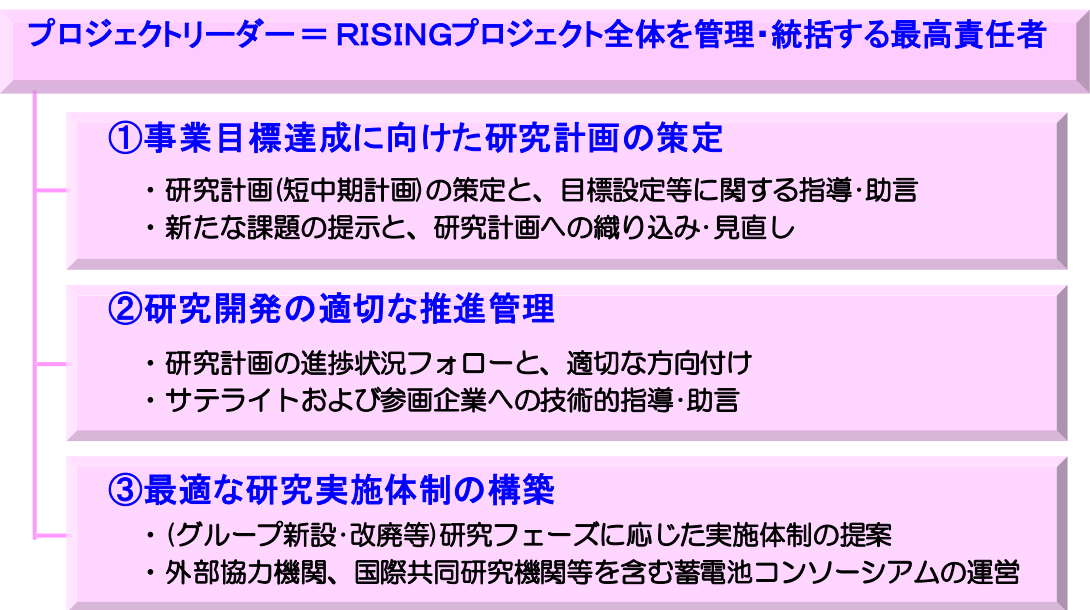 プロジェクトリーダー＝RISINGプロジェクト全体を管理・統括する最高責任者
①事業目標達成に向けた研究計画の策定
・研究計画(短中期計画)の策定と、目標設定等に関する指導･助言
・新たな課題の提示と、研究計画への織り込み･見直し
②研究開発の適切な推進管理
・研究計画の進捗状況フォローと、適切な方向付け
・サテライトおよび参画企業への技術的指導･助言
③最適な研究実施体制の構築
・(グループ新設･改廃等)研究フェーズに応じた実施体制の提案
・外部協力機関、国際共同研究機関等を含む蓄電池コンソーシアムの運営